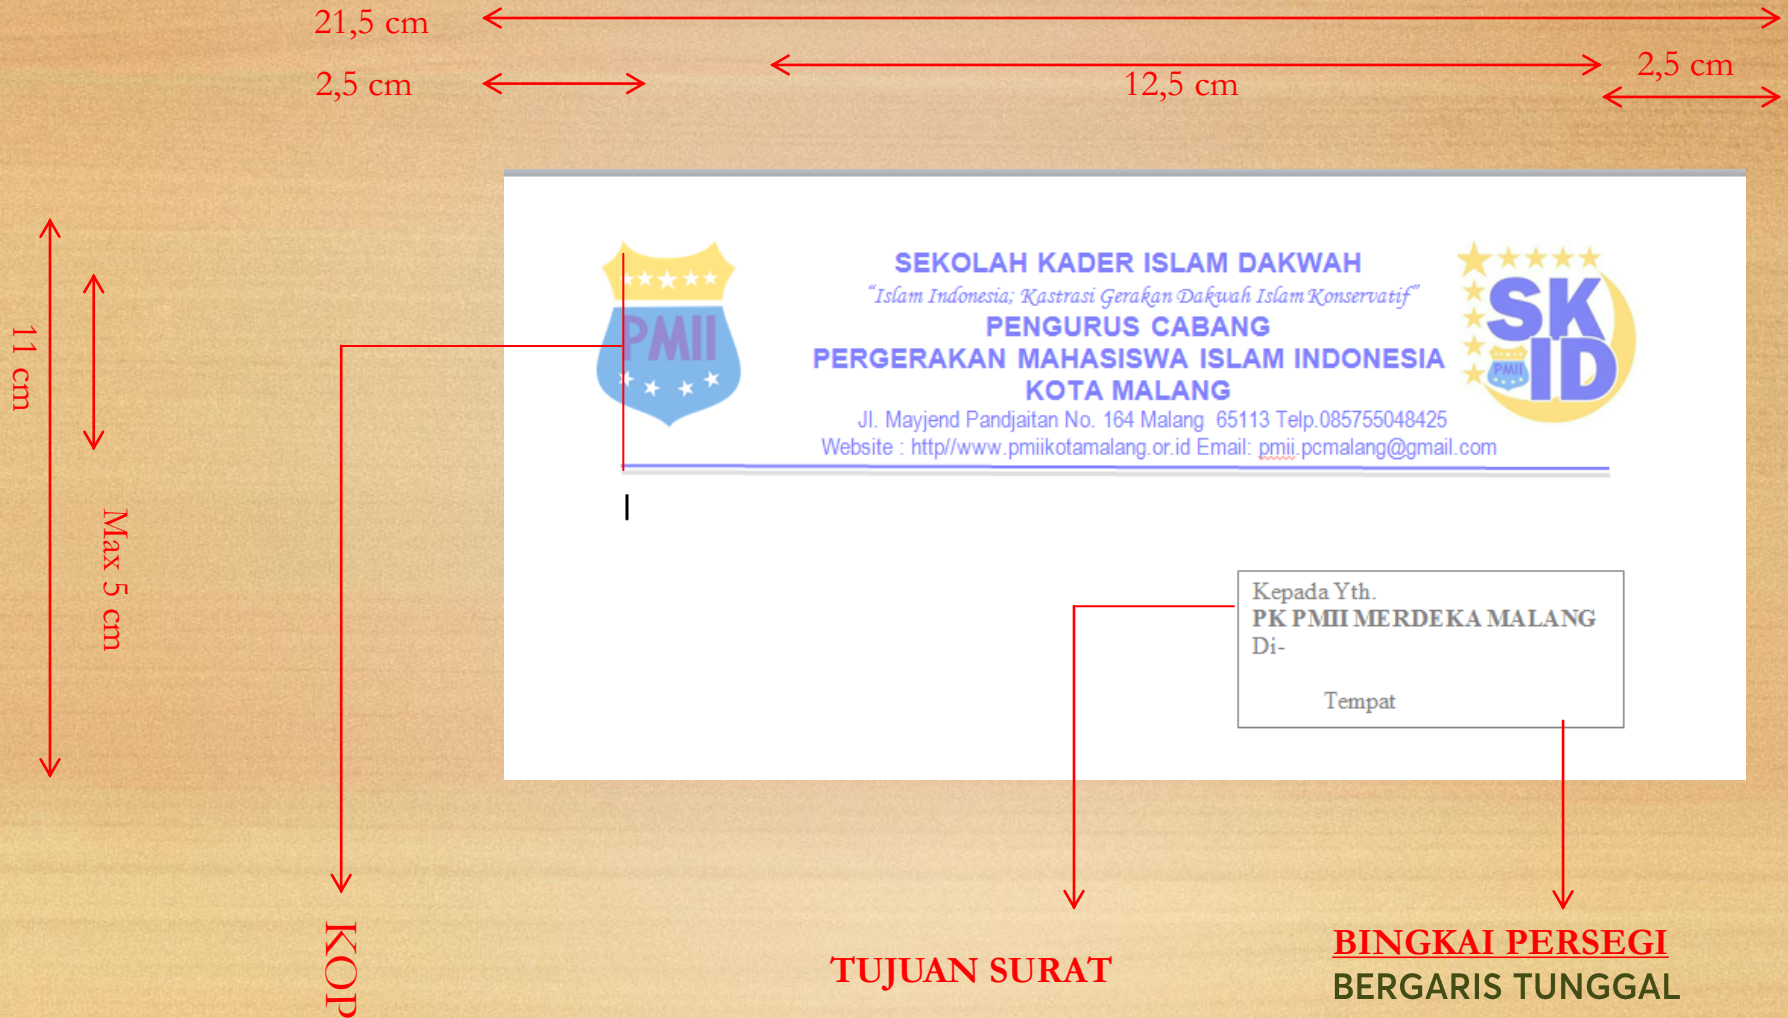 21,5 cm
2,5 cm
12,5 cm
2,5 cm
11 cm
Max 5 cm
PMII
SEKOLAH KADER ISLAM DAKWAH
“Islam Indonesia; Kastrasi Gerakan Dakwah Islam Konservatif”
PENGURUS CABANG
PERGERAKAN MAHASISWA ISLAM INDONESIA
KOTA MALANG
Jl. Mayjend Pandjaitan No. 164 Malang 65113 Telp.085755048425
Website : http//www.pmiikotamalang.or.id Email: pmii.pcmalang@gmail.com
SK
ID
PMII
Kepada Yth.
PK PMII MERDEKA MALANG
Di-
Tempat
KOP
TUJUAN SURAT
BINGKAI PERSEGI
BERGARIS TUNGGAL